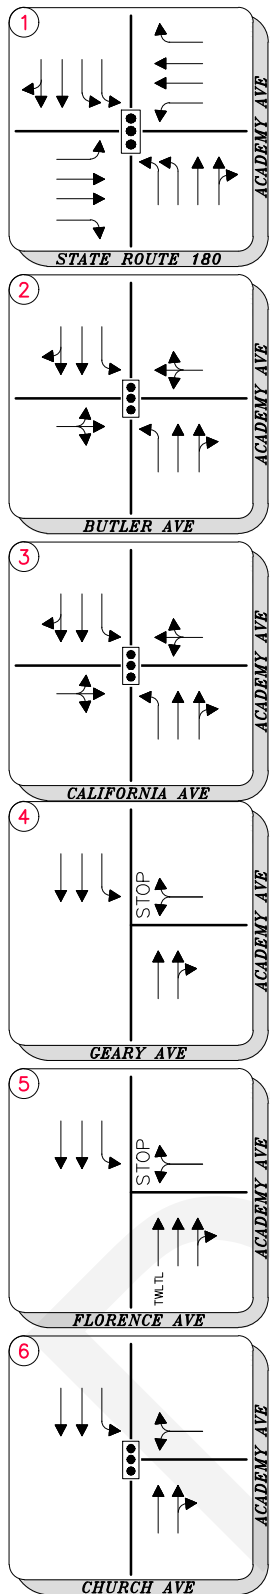 1
ACADEMY AVE
STATE ROUTE 180
2
ACADEMY AVE
BUTLER AVE
3
ACADEMY AVE
CALIFORNIA AVE
4
STOP
ACADEMY AVE
GEARY AVE
5
STOP
TWLTL
ACADEMY AVE
FLORENCE AVE
6
ACADEMY AVE
CHURCH AVE